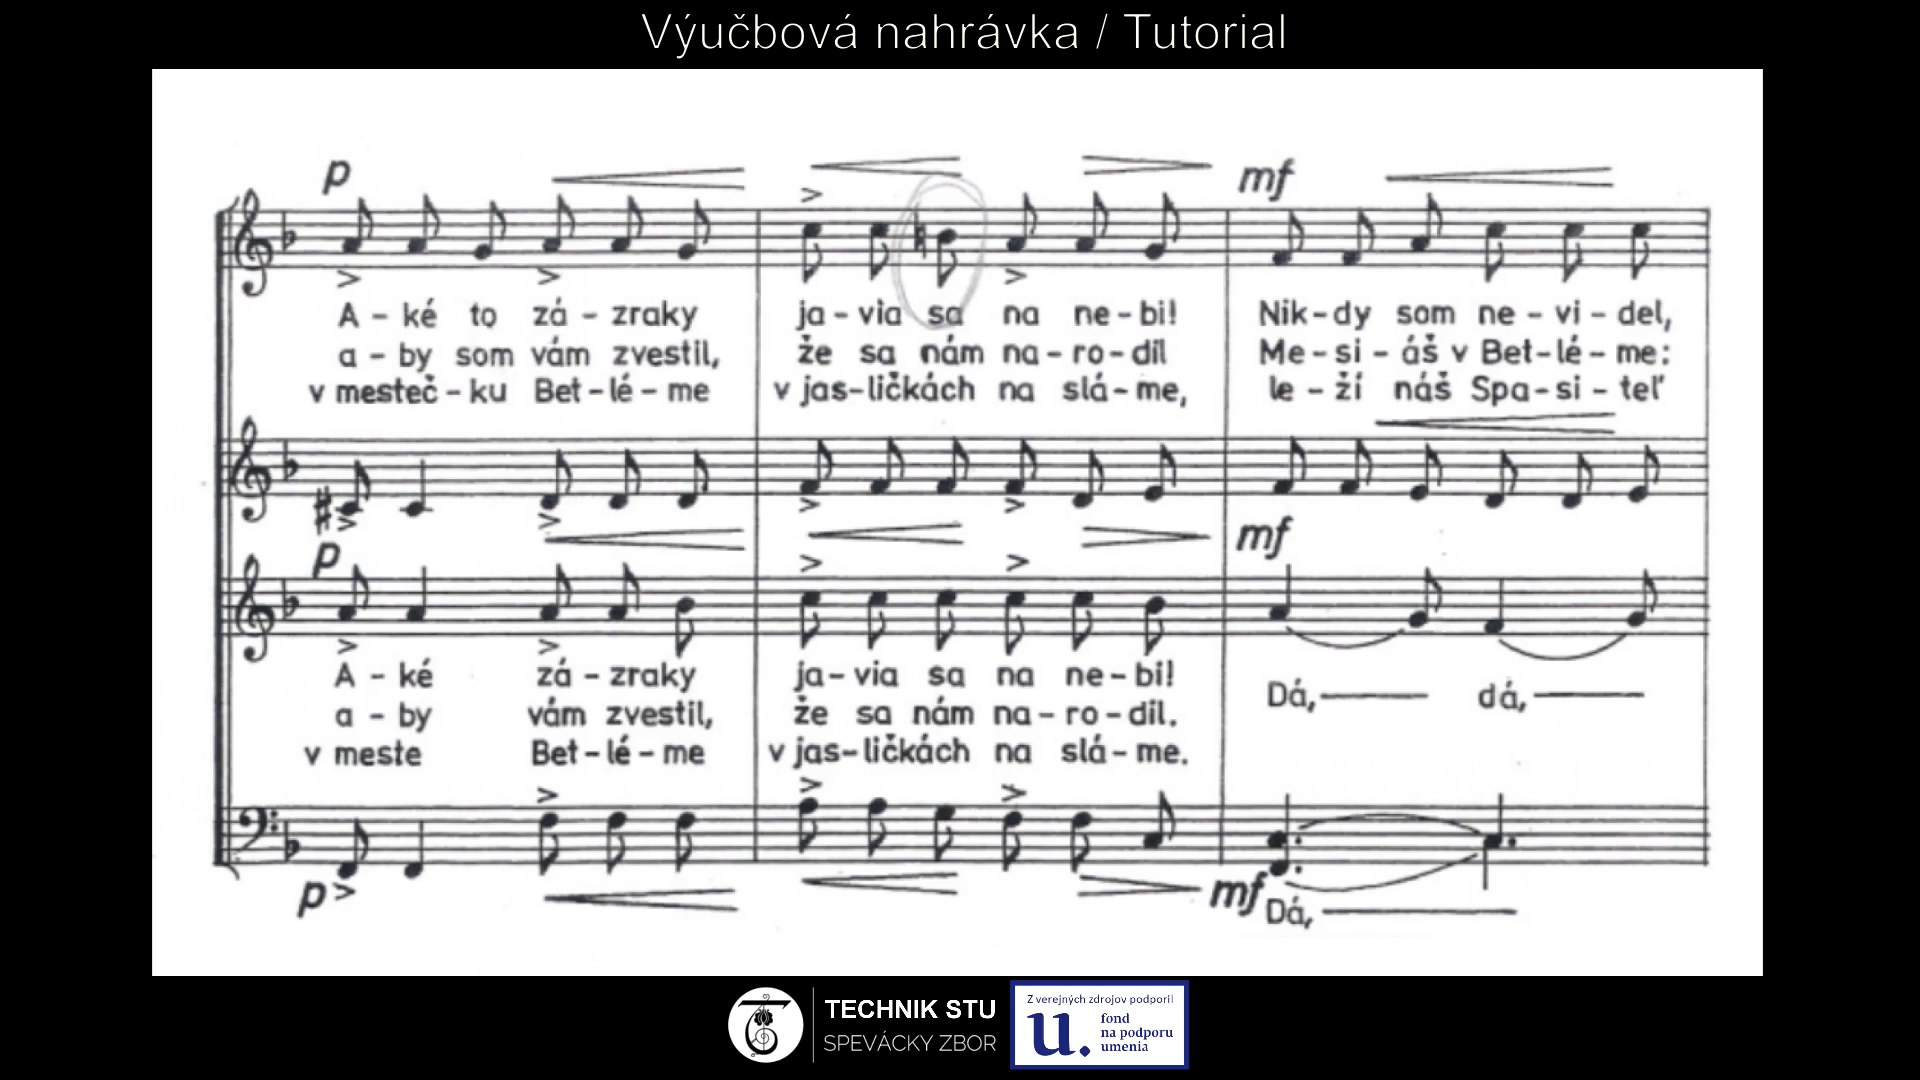 Výučbová nahrávka / Tutorial
p
mf
A - ké to zá - zraky ja - via sa na ne - bi! Nik - dy som ne - vi - del,
a - by som vám zvestil, že sa nám na - ro - dil Me - si - áš v Bet - lé - me:
v mesteč - ku Bet - lé - me v jas - ličkách na slá - me, le - ží náš Spa - si - teľ
p
mf
A - ké zá - zraky ja - via sa na ne - bi! Dá, dá,
a - by vám zvestil, že sa nám na - ro - dil.
v meste Bet - lé - me v jas - ličkách na slá - me.
p
mf Dá,
TECHNIK STU
SPEVÁCKY ZBOR
Z verejných zdrojov podporil
u. fond
na podporu
umenia